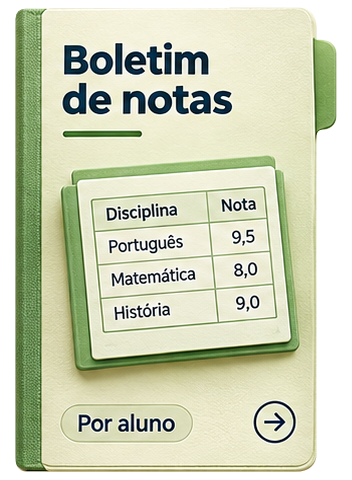 Boletim
de notas
Disciplina Nota
Português 9,5
Matemática 8,0
História 9,0
Por aluno